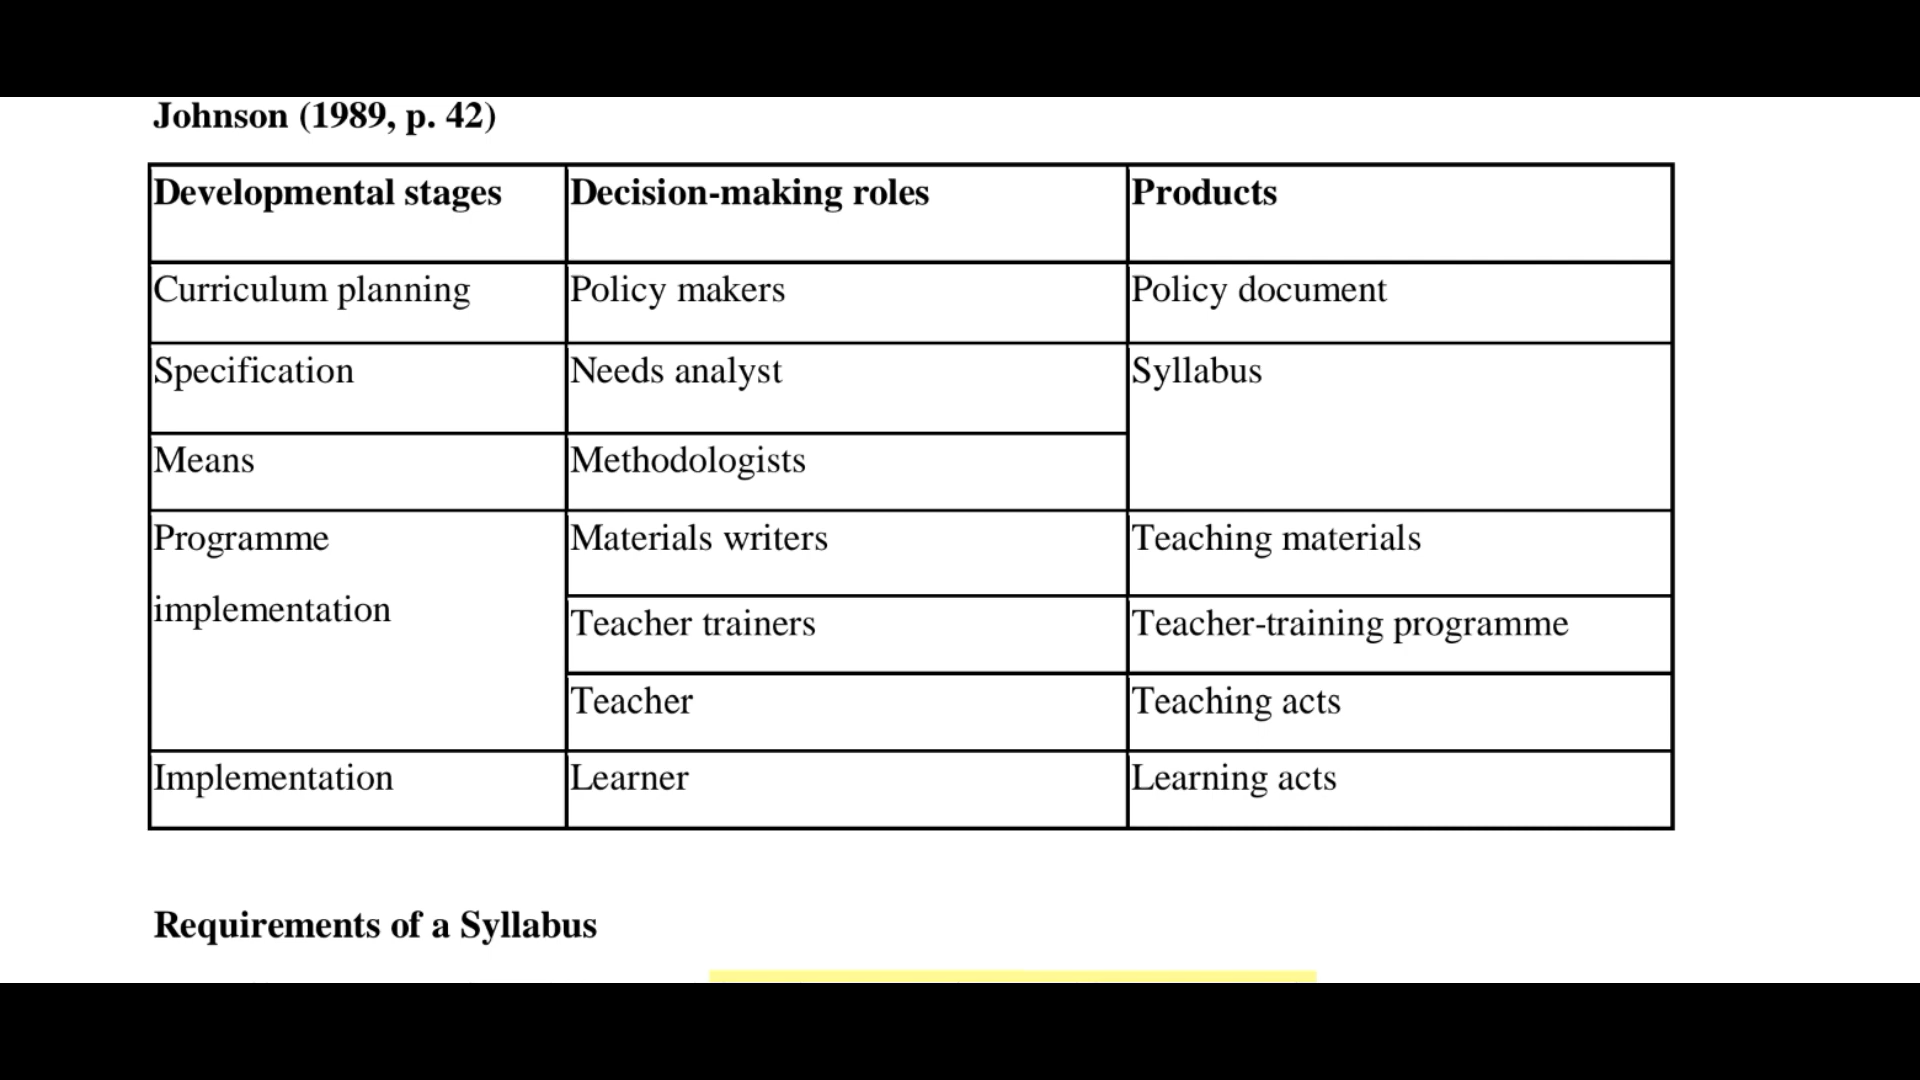 Johnson (1989, p. 42)
Developmental stages Decision-making roles Products
Curriculum planning Policy makers Policy document
Specification Needs analyst Syllabus
Means Methodologists
Programme Materials writers Teaching materials
implementation
Teacher trainers Teacher-training programme
Teacher Teaching acts
Implementation Learner Learning acts
Requirements of a Syllabus